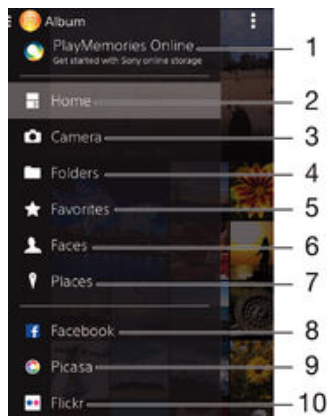 Album
PlayMemories Online 1
Get started with Sony online storage
Home 2
Camera 3
Folders 4
Favorites 5
Faces 6
Places 7
Facebook 8
Picasa 9
Flickr 10